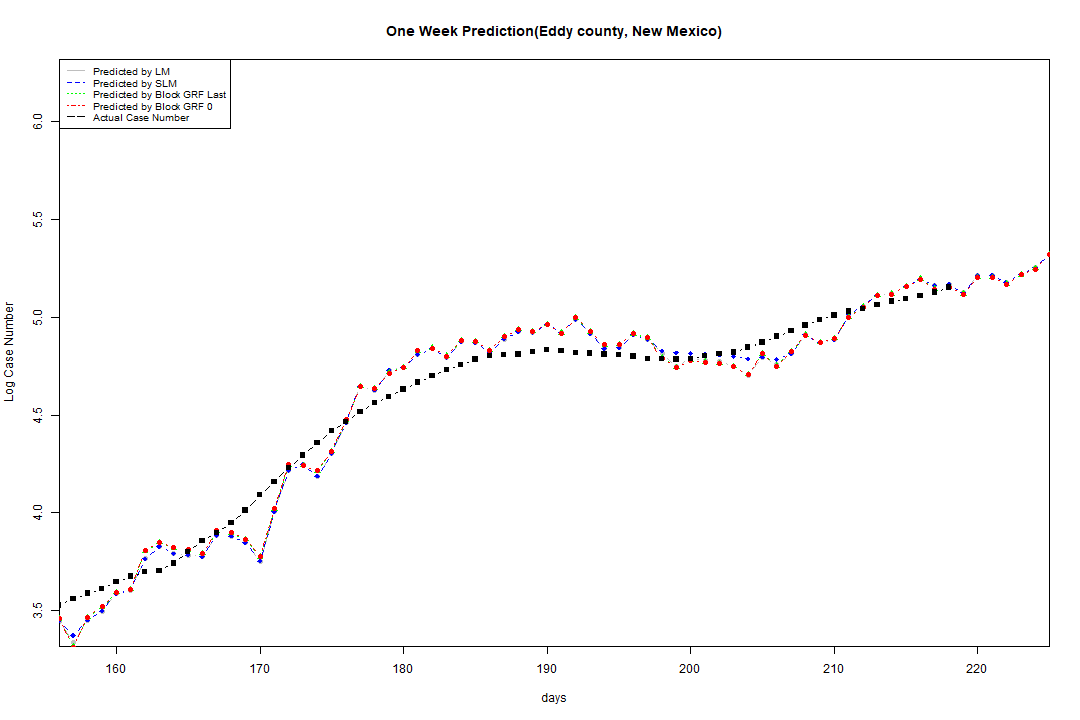 One Week Prediction(Eddy county, New Mexico)
Predicted by LM
Predicted by SLM
Predicted by Block GRF Last
Predicted by Block GRF 0
Actual Case Number
6.0
5.5
5.0
4.5
4.0
3.5
Log Case Number
160 170 180 190 200 210 220
days